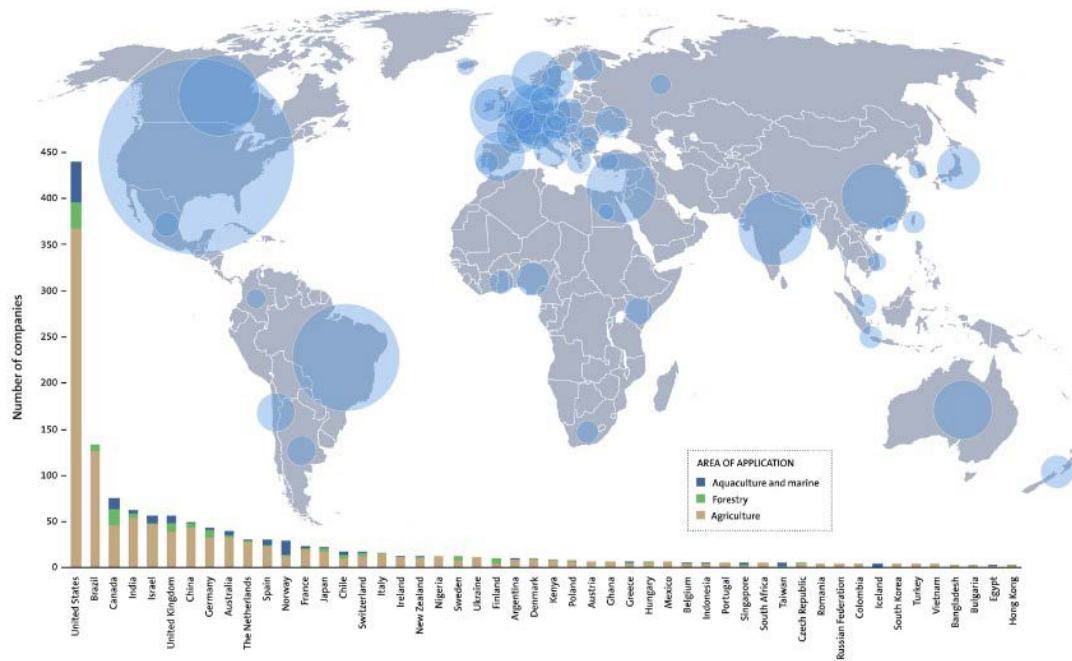 450
400
350
300
250
200
150
100
50
0
Number of companies
AREA OF APPLICATION
Aquaculture and marine
Forestry
Agriculture
United States
Brazil
Canada
India
Israel
United Kingdom
China
Germany
Australia
The Netherlands
Spain
Norway
France
Japan
Chile
Switzerland
Italy
Ireland
New Zealand
Nigeria
Sweden
Ukraine
Finland
Argentina
Denmark
Kenya
Poland
Austria
Ghana
Greece
Hungary
Mexico
Belgium
Indonesia
Portugal
Singapore
South Africa
Taiwan
Czech Republic
Romania
Russian Federation
Colombia
Iceland
South Korea
Turkey
Vietnam
Bangladesh
Bulgaria
Egypt
Hong Kong